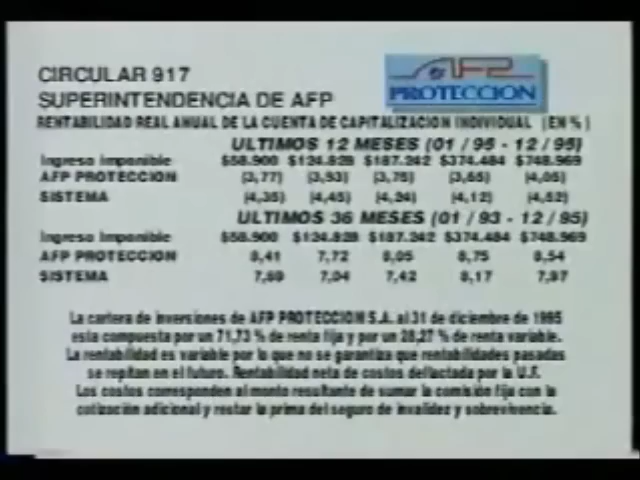 CIRCULAR 917
SUPERINTENDENCIA DE AFP
AFP
PROTECCION
RENTABILIDAD REAL ANUAL DE LA CUENTA DE CAPITALIZACION INDIVIDUAL (EN %)
ULTIMOS 12 MESES (01 / 95 - 12 / 95)
Ingreso Imponible $58.900 $124.828 $187.242 $374.484 $748.969
AFP PROTECCION (3,77) (3,93) (3,75) (3,65) (4,05)
SISTEMA (4,35) (4,45) (4,24) (4,12) (4,52)
ULTIMOS 36 MESES (01 / 93 - 12 / 95)
Ingreso Imponible $58.900 $124.828 $187.242 $374.484 $748.969
AFP PROTECCION 8,41 7,72 8,05 8,75 8,54
SISTEMA 7,04 7,42 8,17
La cartera de inversiones de AFP PROTECCION S.A. al 31 de diciembre de 1995
esta compuesta por un 71,73 % de renta fija y por un 28,27 % de renta variable.
La rentabilidad es variable por lo que no se garantiza que rentabilidades pasadas
se repitan en el futuro. Rentabilidad neta de costos deflactada por la U.F.
Los costos corresponden al monto resultante de sumar la comisión fija con la
cotización adicional y restar la prima del seguro de invalidez y sobrevivencia.